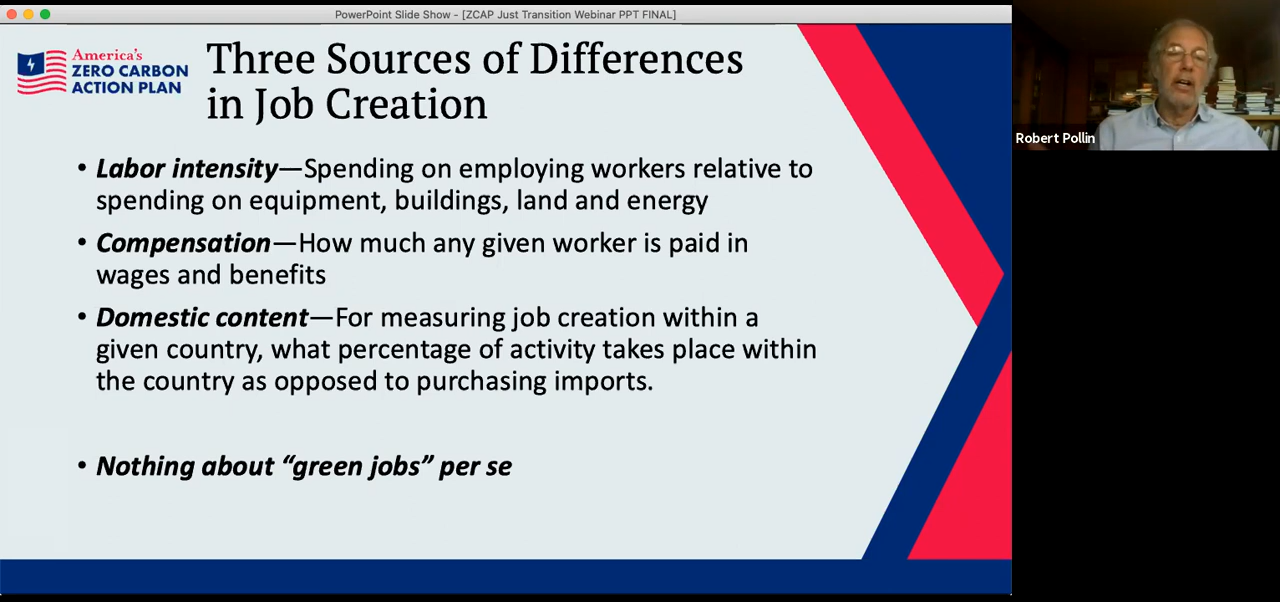 PowerPoint Slide Show - [ZCAP Just Transition Webinar PPT FINAL]
America's
ZERO CARBON
ACTION PLAN
Three Sources of Differences
in Job Creation
• Labor intensity—Spending on employing workers relative to
spending on equipment, buildings, land and energy
• Compensation—How much any given worker is paid in
wages and benefits
• Domestic content—For measuring job creation within a
given country, what percentage of activity takes place within
the country as opposed to purchasing imports.
• Nothing about “green jobs” per se
Robert Pollin